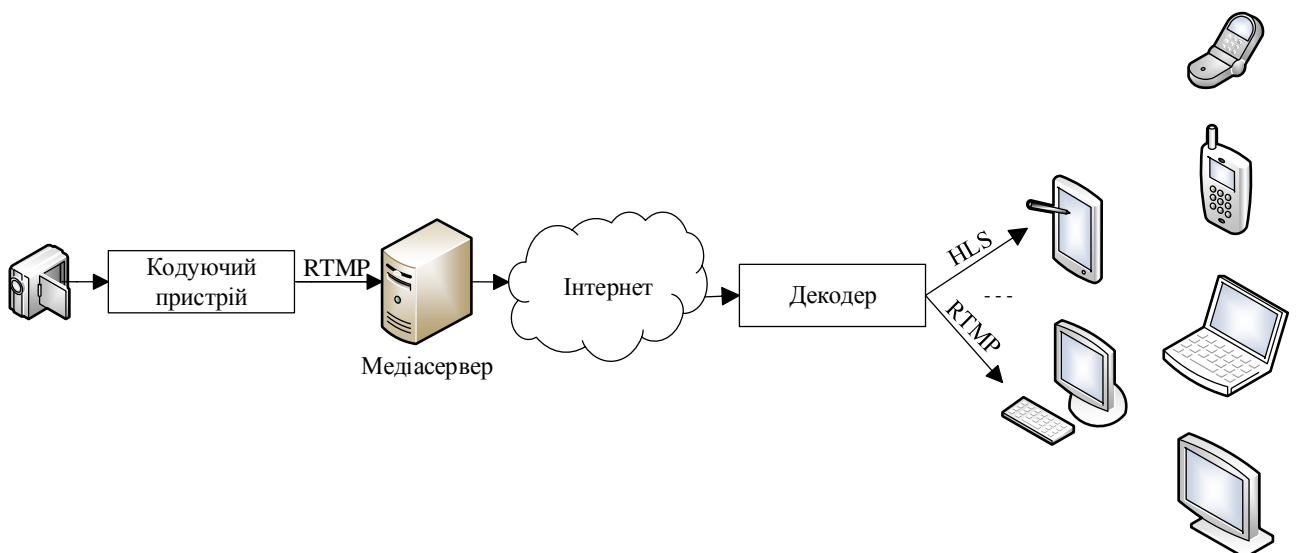 Кодуючий
пристрій
RTMP
Медіасервер
Інтернет
Декодер
HLS
RTMP